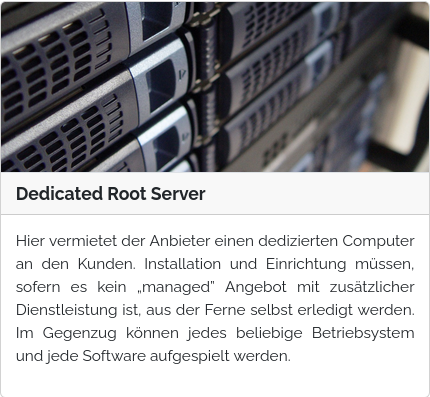 Dedicated Root Server
Hier vermietet der Anbieter einen dedizierten Computer
an den Kunden. Installation und Einrichtung müssen,
sofern es kein „managed” Angebot mit zusätzlicher
Dienstleistung ist, aus der Ferne selbst erledigt werden.
Im Gegenzug können jedes beliebige Betriebsystem
und jede Software aufgespielt werden.